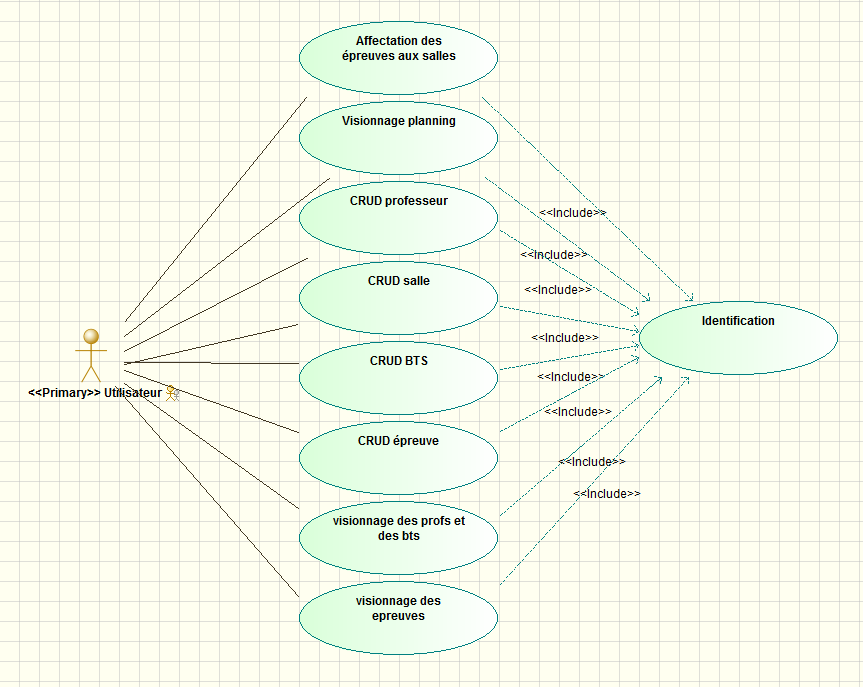 Affectation des
épreuves aux salles
Visionnage planning
CRUD professeur
<<Include>>
<<Include>>
CRUD salle
<<Include>>
Identification
<<Include>>
CRUD BTS
<<Include>>
<<Primary>> Utilisateur
<<Include>>
CRUD épreuve
<<Include>>
<<Include>>
visionnage des profs et
des bts
visionnage des
epreuves